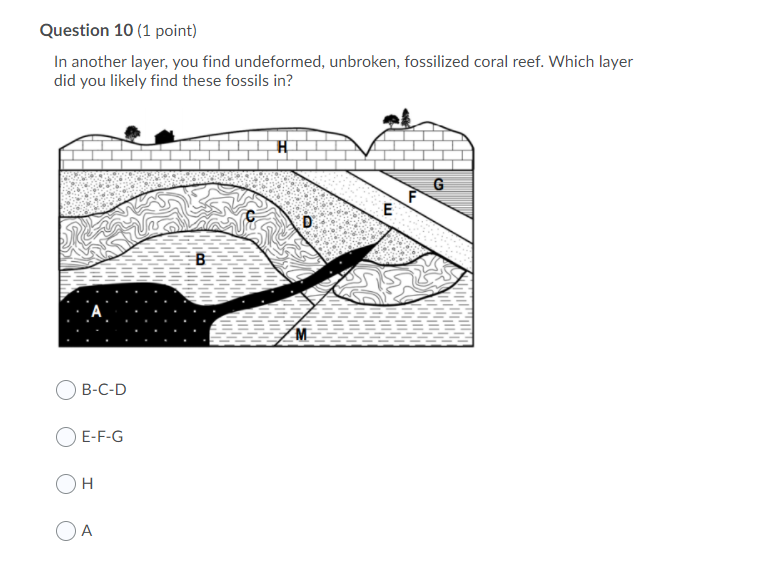 Question 10 (1 point)
In another layer, you find undeformed, unbroken, fossilized coral reef. Which layer
did you likely find these fossils in?
H
G
F
E
C
D
B
A
M
B-C-D
E-F-G
H
A